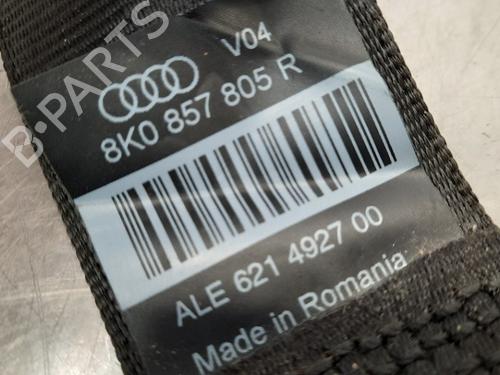 V04
8K0 857 805 R
ALE 621 4927 00
Made in Romania
B-PARTS